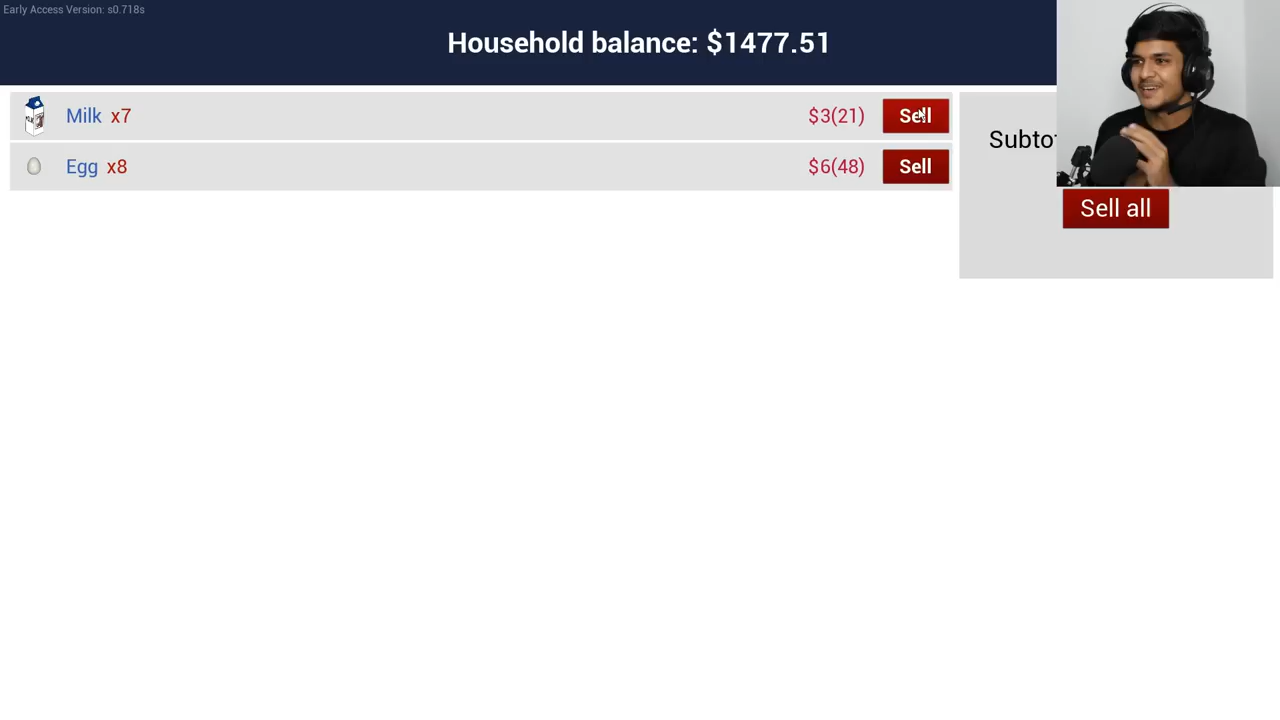 Early Access Version: s0.718s
Household balance: $1477.51
Milk x7 $3(21) Sell
Egg x8 $6(48) Sell
Sell all